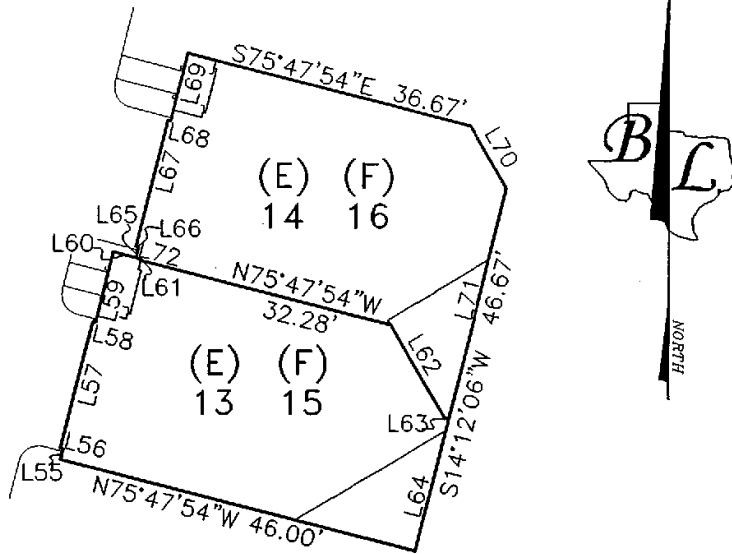 S75°47'54"E 36.67'
L69
L70
L68
L67
(E) (F)
14 16
B L
L65
L66
L60
L72
N75°47'54"W
32.28'
L61
L59
L71
46.67'
L58
L62
NORTH
(E) (F)
13 15
L57
L63
S14°12'06"W
L56
L55
L64
N75°47'54"W 46.00'